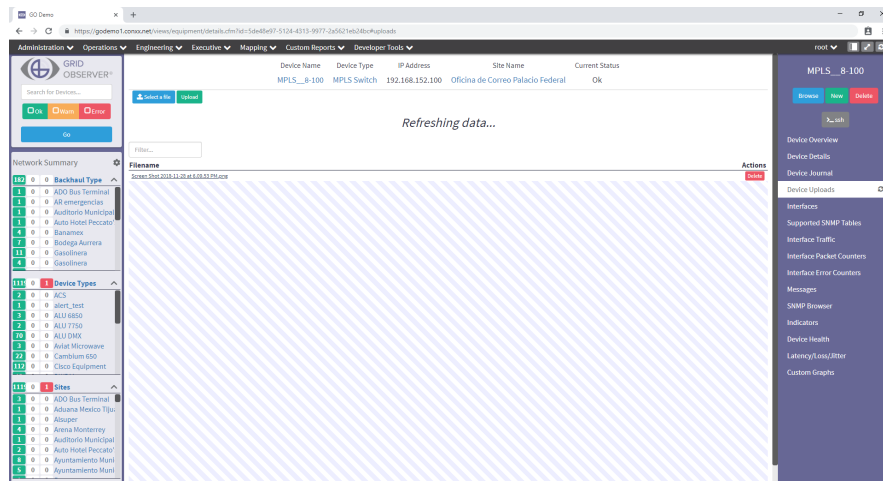 GO Demo
https://godemo1.conxx.net/views/equipment/details.cfm?id=5de48e97-5124-4313-9977-2a5621eb24bc#uploads
Administration Operations Engineering Executive Mapping Custom Reports Developer Tools root
GRID
OBSERVER
Search for Devices...
Ok Warn Error
Go
Network Summary
182 0 0 Backhaul Type
1 0 0 ADO Bus Terminal
1 0 0 AR emergencias
1 0 0 Auditorio Municipal
1 0 0 Auto Hotel Peccato'
4 0 0 Banamex
7 0 0 Bodega Aurrera
11 0 0 Gasolinera
4 0 0 Gasolinera
1119 0 1 Device Types
2 0 0 ACS
1 0 0 alert_test
3 0 0 ALU 6850
2 0 0 ALU 7750
70 0 0 ALU DMX
3 0 0 Aviat Microwave
22 0 0 Cambium 650
112 0 0 Cisco Equipment
1119 0 1 Sites
3 0 0 ADO Bus Terminal
1 0 0 Aduana Mexico Tiju
1 0 0 Alsuper
4 0 0 Arena Monterrey
1 0 0 Auditorio Municipal
2 0 0 Auto Hotel Peccato'
8 0 0 Ayuntamiento Muni
5 0 0 Ayuntamiento Muni
Device Name Device Type IP Address Site Name Current Status
MPLS__8-100 MPLS Switch 192.168.152.100 Oficina de Correo Palacio Federal Ok
Select a file Upload
Refreshing data...
Filter...
Filename Actions
Screen Shot 2018-11-28 at 6.09.53 PM.png Delete
MPLS__8-100
Browse New Delete
ssh
Device Overview
Device Details
Device Journal
Device Uploads
Interfaces
Supported SNMP Tables
Interface Traffic
Interface Packet Counters
Interface Error Counters
Messages
SNMP Browser
Indicators
Device Health
Latency/Loss/Jitter
Custom Graphs